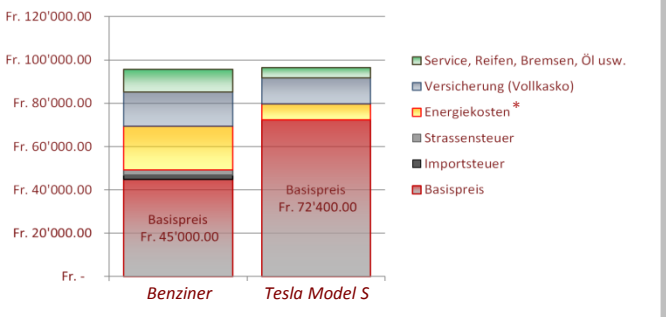 Fr. 120'000.00
Fr. 100'000.00
Fr. 80'000.00
Fr. 60'000.00
Fr. 40'000.00
Fr. 20'000.00
Fr. -
Basispreis
Fr. 45'000.00
Basispreis
Fr. 72'400.00
Benziner
Tesla Model S
Service, Reifen, Bremsen, Öl usw.
Versicherung (Vollkasko)
Energiekosten *
Strassensteuer
Importsteuer
Basispreis